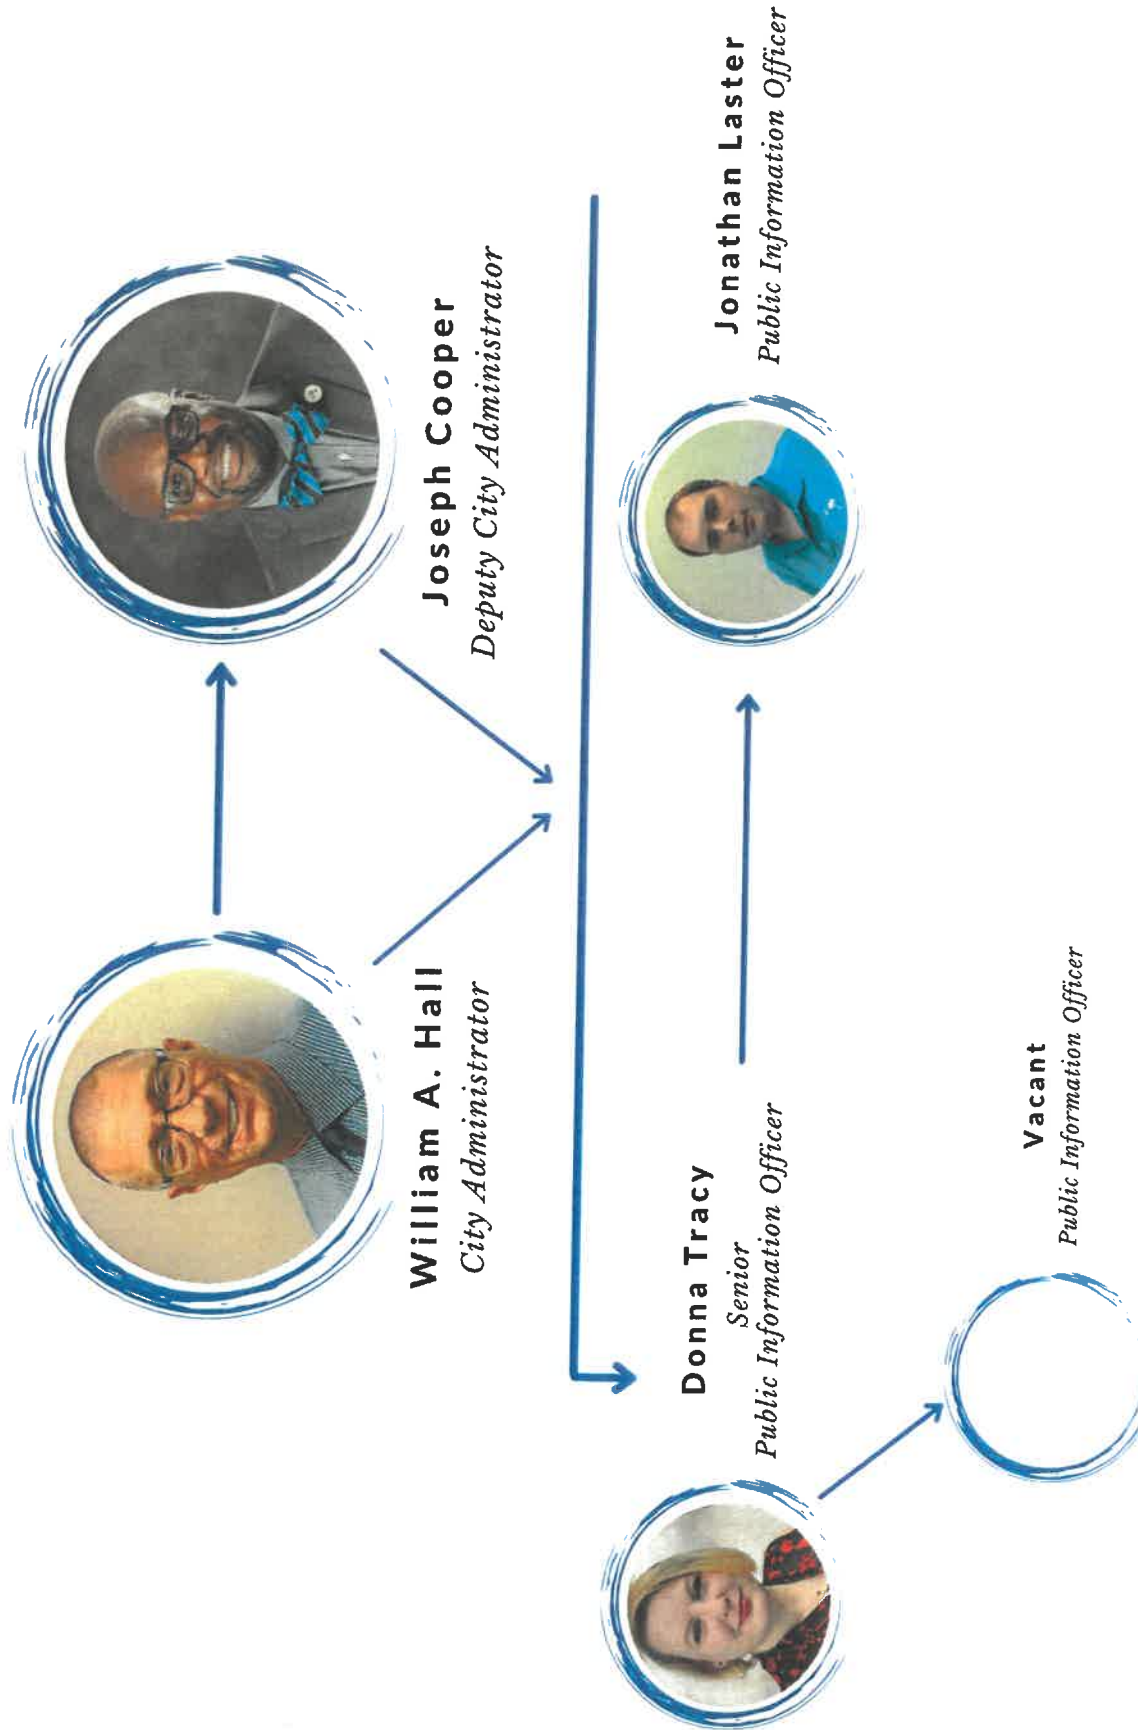 William A. Hall
City Administrator
Joseph Cooper
Deputy City Administrator
Donna Tracy
Senior
Public Information Officer
Jonathan Laster
Public Information Officer
Vacant
Public Information Officer